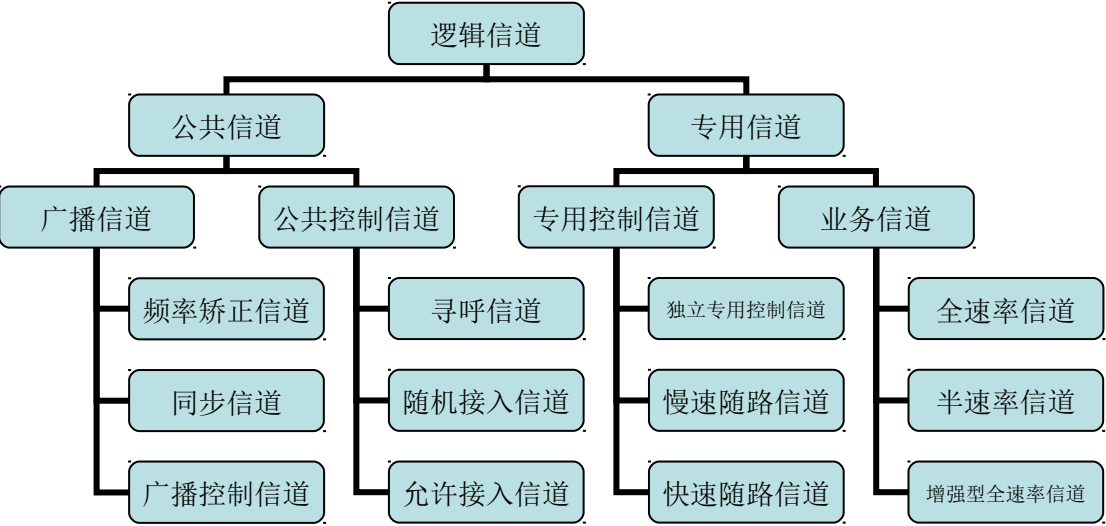 逻辑信道
公共信道
专用信道
广播信道
公共控制信道
专用控制信道
业务信道
频率矫正信道
寻呼信道
独立专用控制信道
全速率信道
同步信道
随机接入信道
慢速随路信道
半速率信道
广播控制信道
允许接入信道
快速随路信道
增强型全速率信道